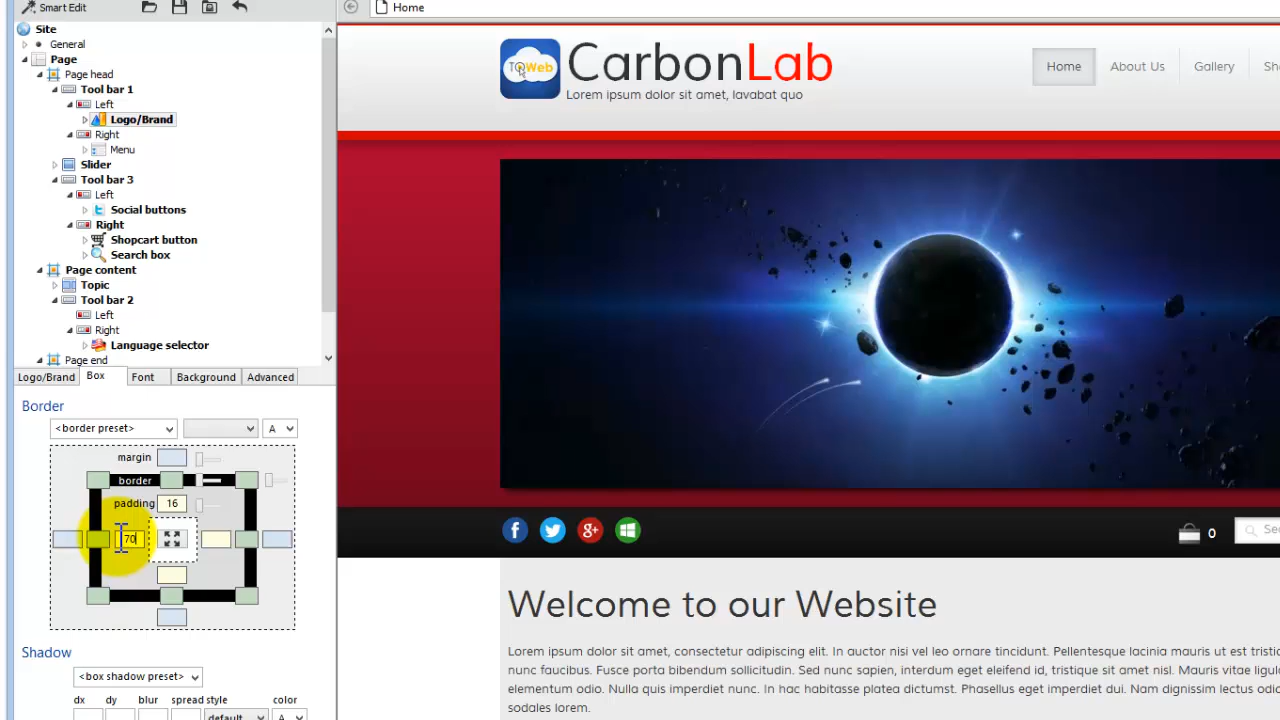 Smart Edit
Site
General
Page
Page head
Tool bar 1
Left
Logo/Brand
Right
Menu
Slider
Tool bar 3
Left
Social buttons
Right
Shopcart button
Search box
Page content
Topic
Tool bar 2
Left
Right
Language selector
Page end
Logo/Brand Box Font Background Advanced
Border
<border preset> A
margin
border
padding 16
70
Shadow
<box shadow preset>
dx dy blur spread style color
default A
Home
TOWeb CarbonLab
Lorem ipsum dolor sit amet, lavabat quo
Home About Us Gallery Sh
f g+ 0 Sea
Welcome to our Website
Lorem ipsum dolor sit amet, consectetur adipiscing elit. In auctor nisi vel leo ornare tincidunt. Pellentesque lacinia mauris ut est tristi
nunc faucibus. Fusce porta bibendum sollicitudin. Sed nunc sapien, interdum eget eleifend id, tristique sit amet nisl. Mauris vitae ligul
elementum odio. Nulla quis imperdiet nunc. In hac habitasse platea dictumst. Phasellus eget imperdiet dui. Nam dignissim lectus ut od
sodales lorem.